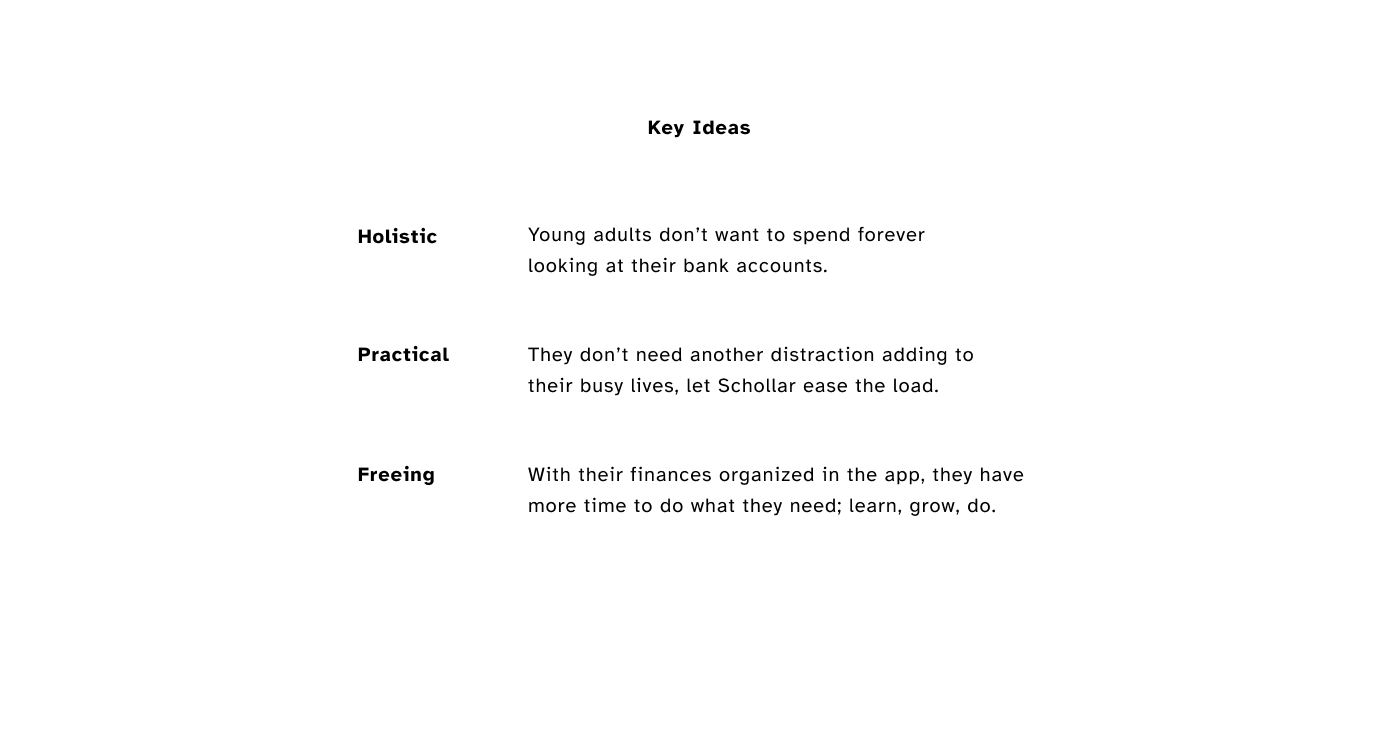 Key Ideas
Holistic
Young adults don’t want to spend forever
looking at their bank accounts.
Practical
They don’t need another distraction adding to
their busy lives, let Schollar ease the load.
Freeing
With their finances organized in the app, they have
more time to do what they need; learn, grow, do.